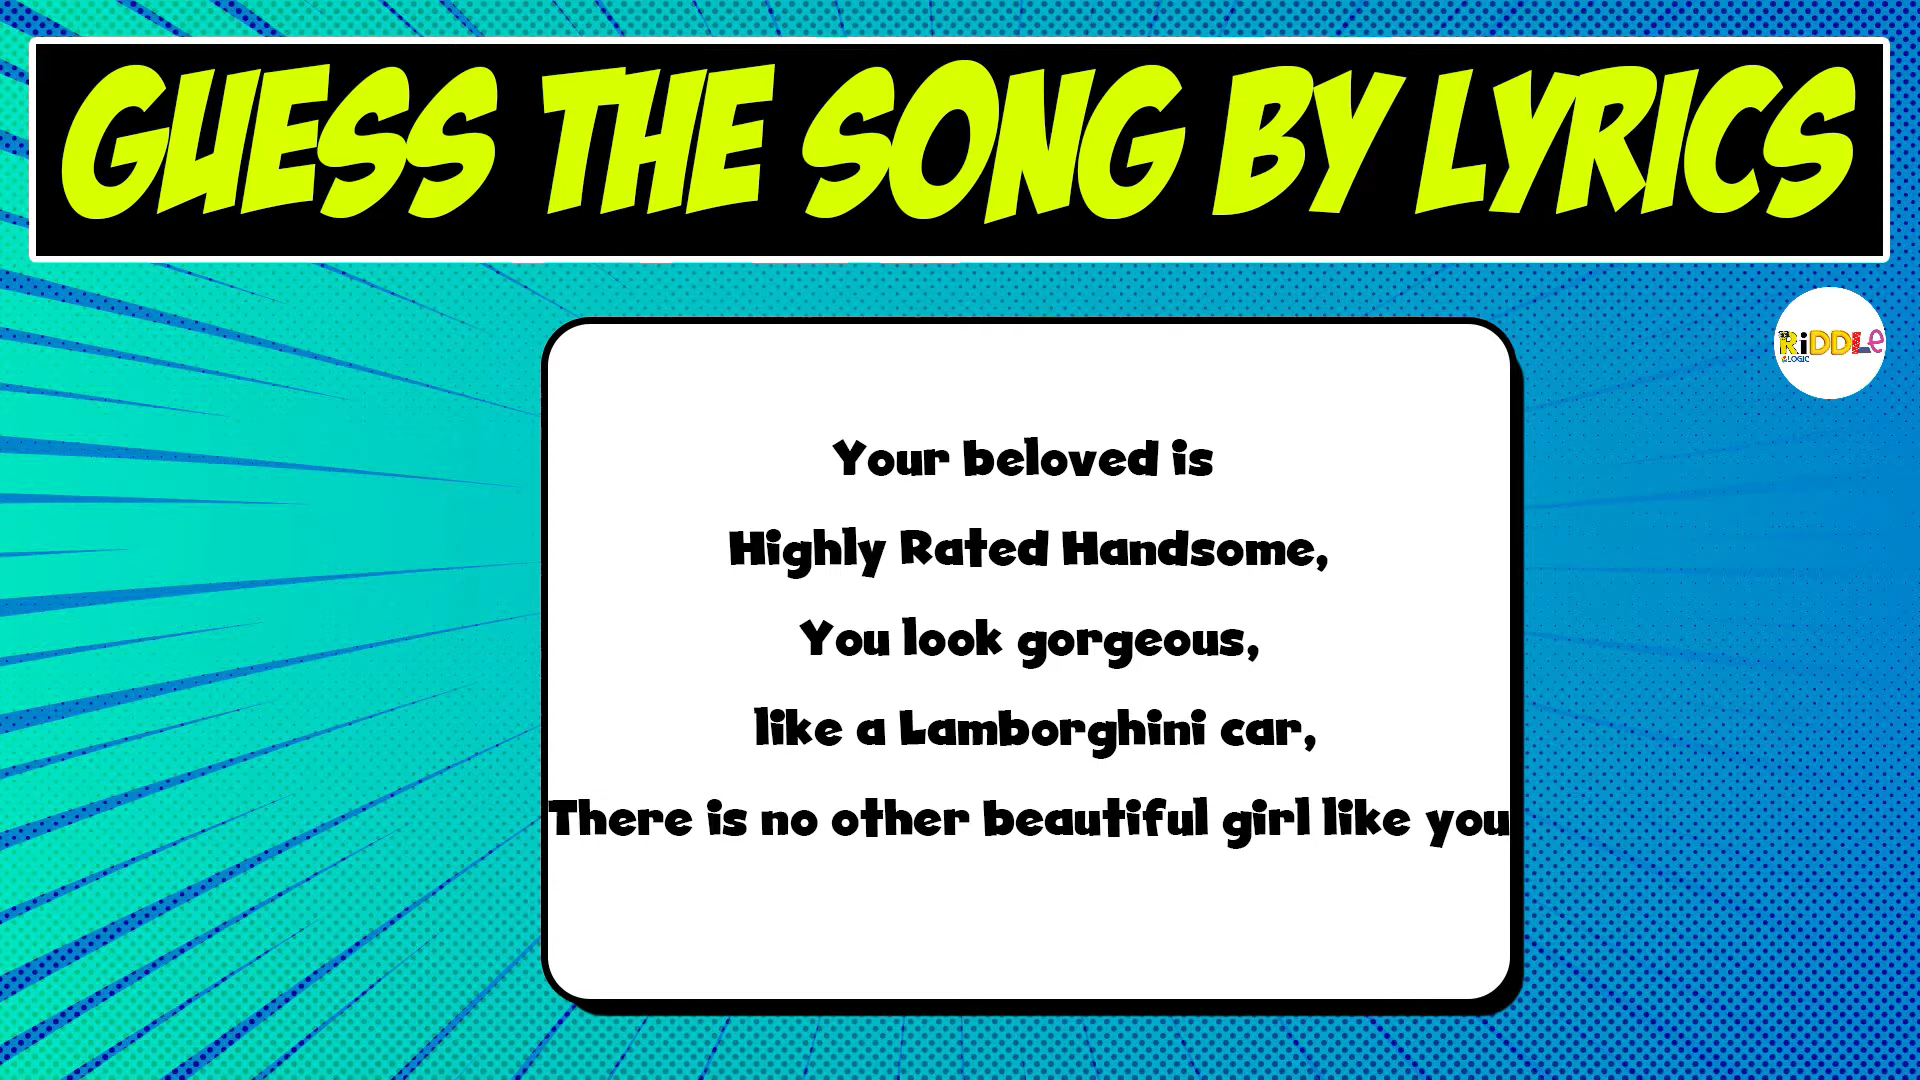 GUESS THE SONG BY LYRICS
RiDDLe
&LOGIC
Your beloved is
Highly Rated Handsome,
You look gorgeous,
like a Lamborghini car,
There is no other beautiful girl like you